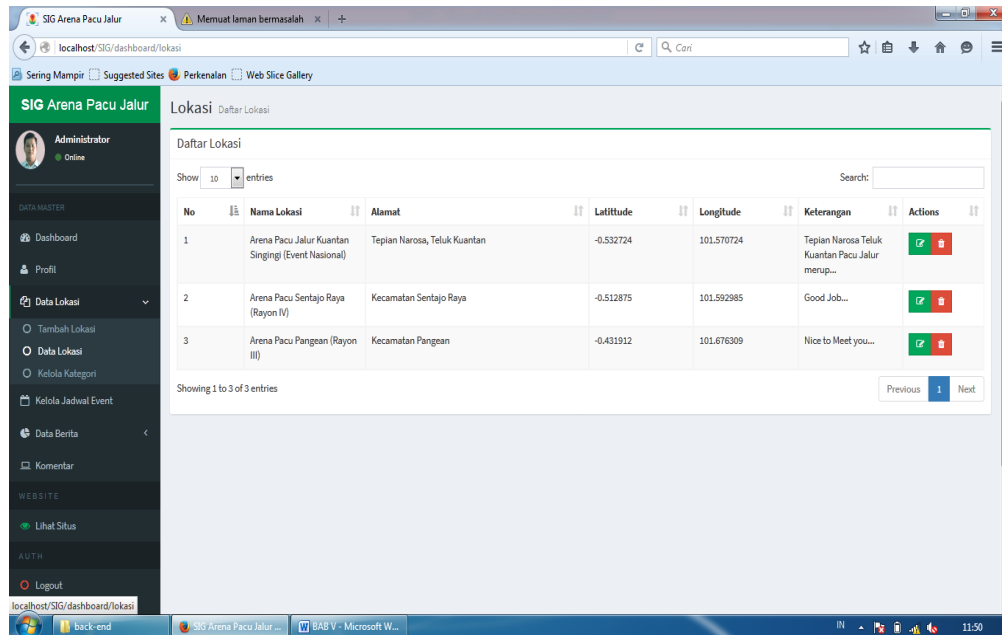 SIG Arena Pacu Jalur
Memuat laman bermasalah
localhost/SIG/dashboard/lokasi
Cari
Sering Mampir Suggested Sites Perkenalan Web Slice Gallery
SIG Arena Pacu Jalur
Administrator
Online
DATA MASTER
Dashboard
Profil
Data Lokasi
Tambah Lokasi
Data Lokasi
Kelola Kategori
Kelola Jadwal Event
Data Berita
Komentar
WEBSITE
Lihat Situs
AUTH
Logout
localhost/SIG/dashboard/lokasi
Lokasi Daftar Lokasi
Daftar Lokasi
Show 10 entries
Search:
No Nama Lokasi Alamat Latittude Longitude Keterangan Actions
1 Arena Pacu Jalur Kuantan Tepian Narosa, Teluk Kuantan -0.532724 101.570724 Tepian Narosa Teluk
Singingi (Event Nasional) Kuantan Pacu Jalur
merup...
2 Arena Pacu Sentajo Raya Kecamatan Sentajo Raya -0.512875 101.592985 Good Job...
(Rayon IV)
3 Arena Pacu Pangean (Rayon Kecamatan Pangean -0.431912 101.676309 Nice to Meet you...
III)
Showing 1 to 3 of 3 entries
Previous 1 Next
back-end
SIG Arena Pacu Jalur ...
BAB V - Microsoft W...
IN
11:50